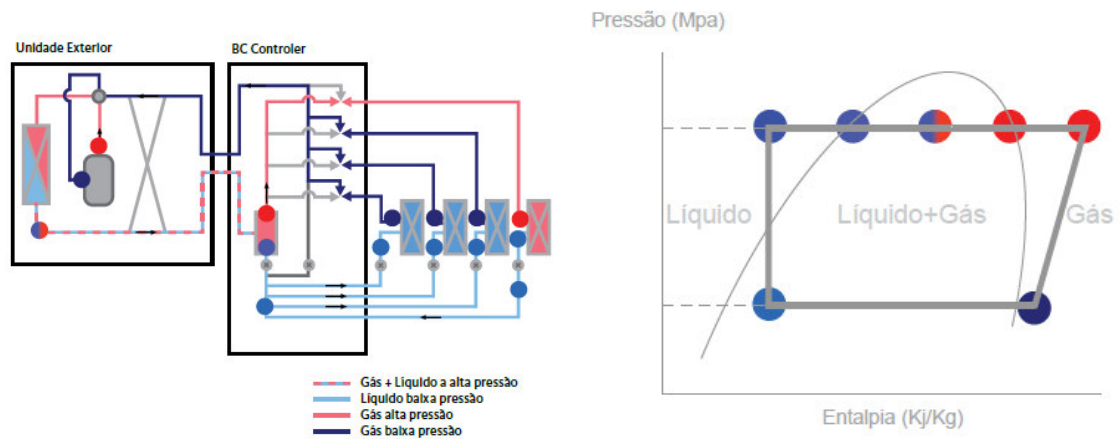 Unidade Exterior
BC Controler
Gás + Líquido a alta pressão
Líquido baixa pressão
Gás alta pressão
Gás baixa pressão
Pressão (Mpa)
Líquido
Líquido+Gás
Gás
Entalpia (Kj/Kg)